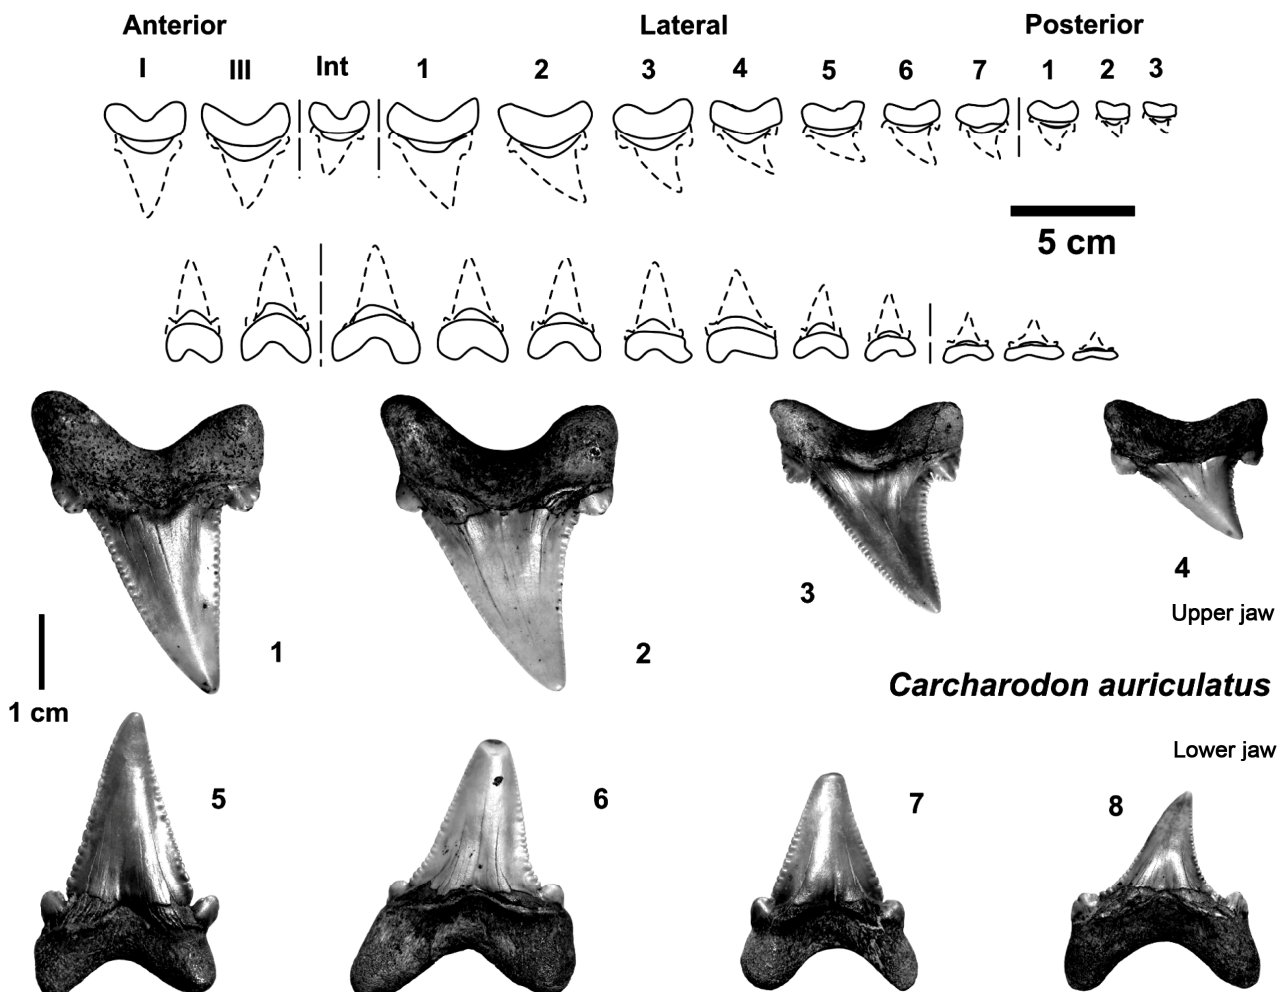 Anterior Lateral Posterior
I III Int 1 2 3 4 5 6 7 1 2 3
5 cm
1 2 3 4
Upper jaw
1 cm
Carcharodon auriculatus
Lower jaw
5 6 7 8